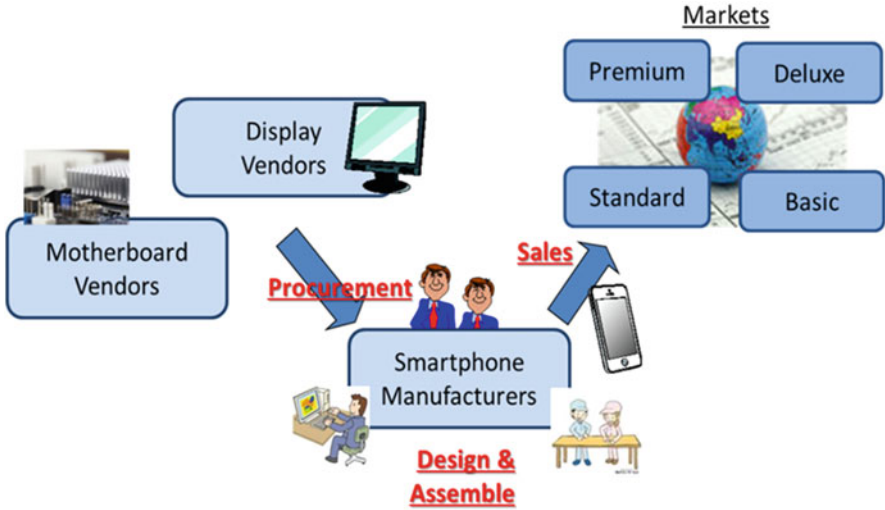 Markets
Premium
Deluxe
Display
Vendors
Standard
Basic
Motherboard
Vendors
Sales
Procurement
Smartphone
Manufacturers
Design &
Assemble